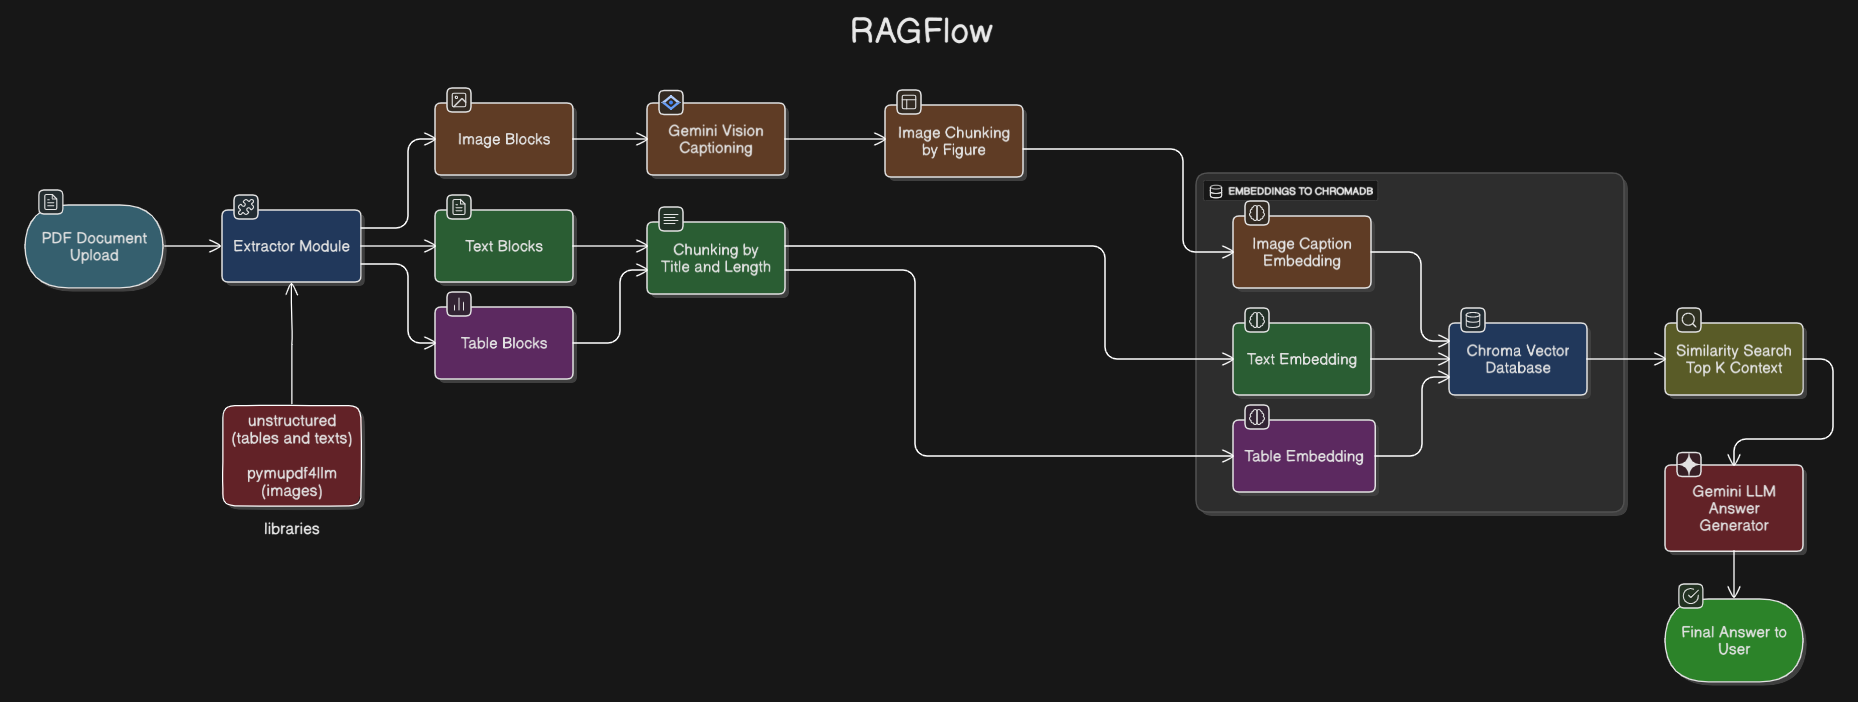 RAGFlow
PDF Document
Upload
Extractor Module
unstructured
(tables and texts)
pymupdf4llm
(images)
libraries
Image Blocks
Text Blocks
Table Blocks
Gemini Vision
Captioning
Chunking by
Title and Length
Image Chunking
by Figure
EMBEDDINGS TO CHROMADB
Image Caption
Embedding
Text Embedding
Table Embedding
Chroma Vector
Database
Similarity Search
Top K Context
Gemini LLM
Answer
Generator
Final Answer to
User